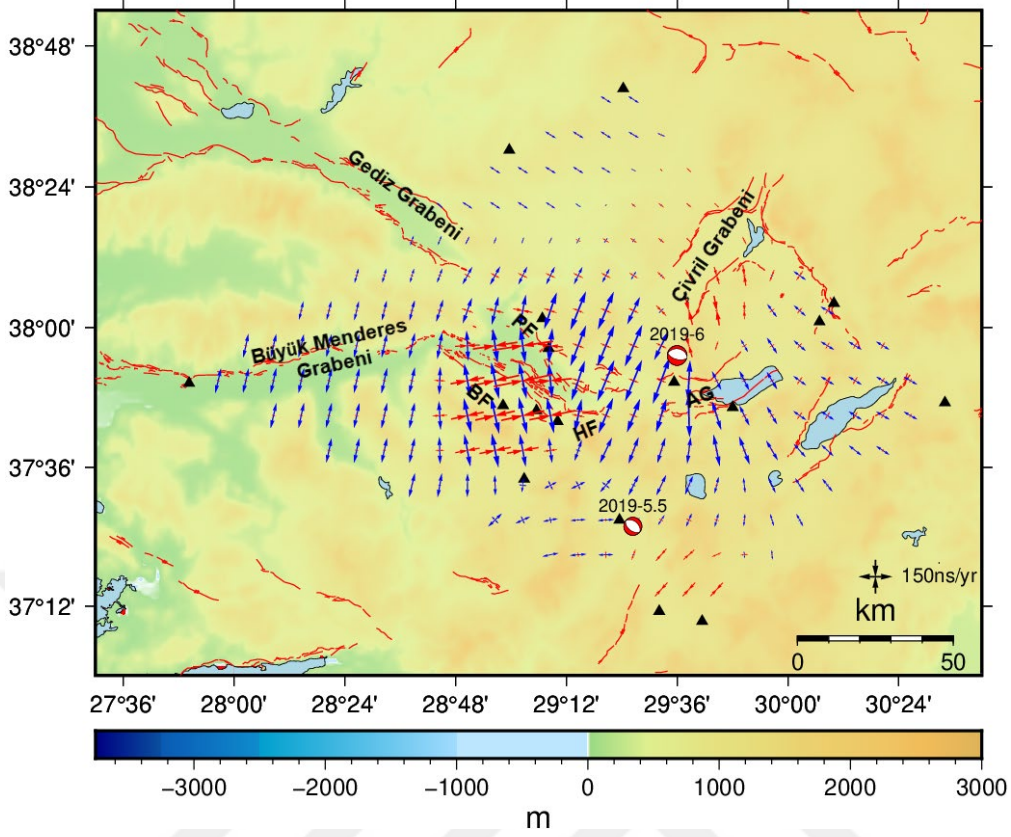 38°48'
38°24'
38°00'
37°36'
37°12'
Gediz Grabeni
Çivril Grabeni
Büyük Menderes
Grabeni
PF
2019-6
BF
AG
HF
2019-5.5
150ns/yr
km
0 50
27°36' 28°00' 28°24' 28°48' 29°12' 29°36' 30°00' 30°24'
−3000 −2000 −1000 0 1000 2000 3000
m